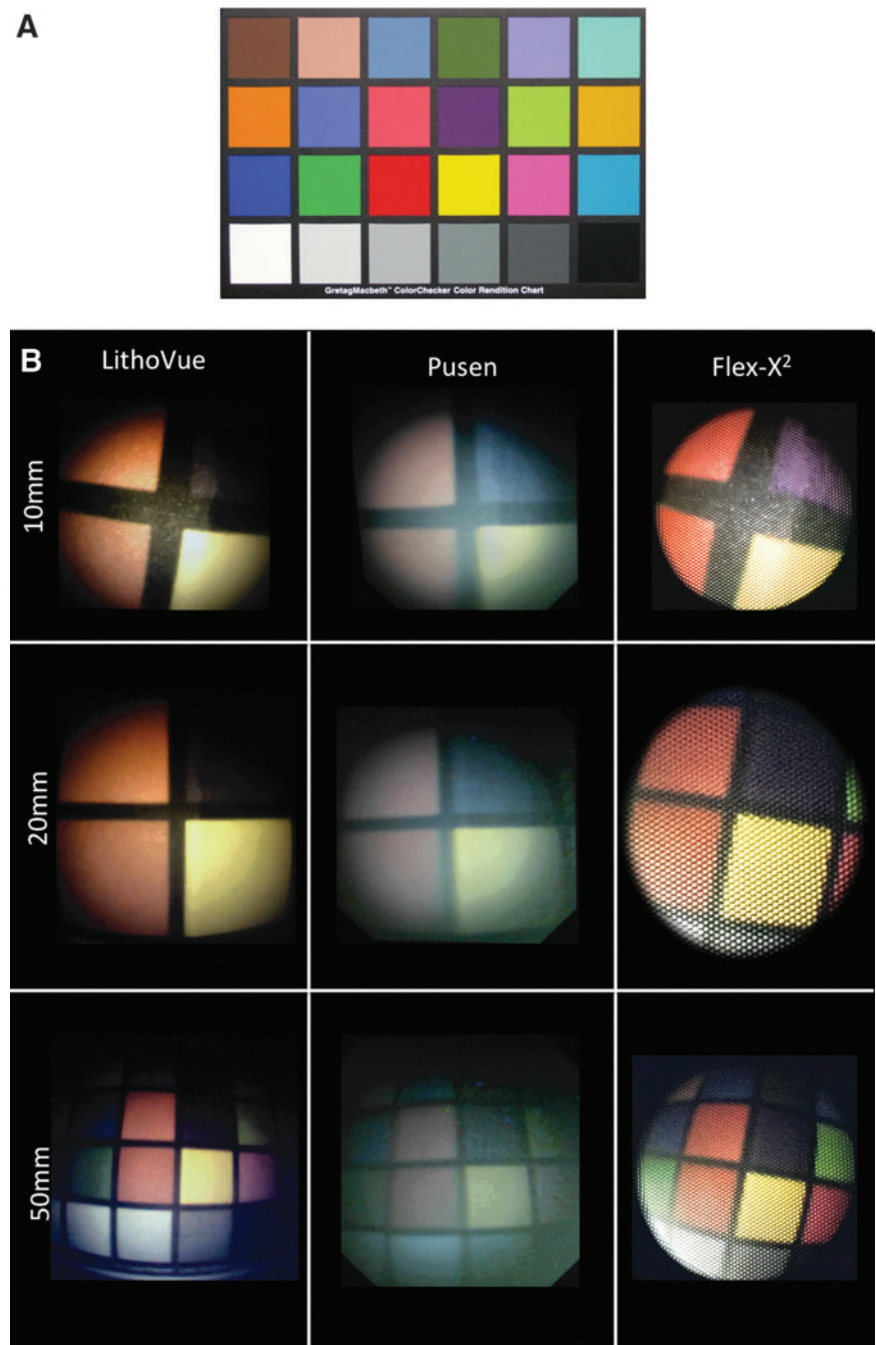 A
GretagMacbeth™ ColorChecker Color Rendition Chart
B
LithoVue
Pusen
Flex-X²
10mm
20mm
50mm